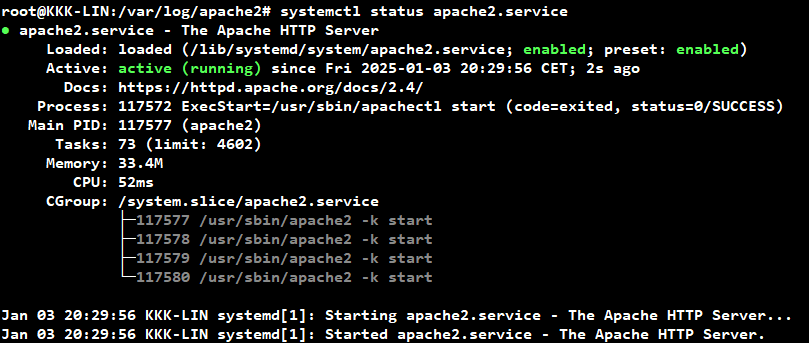 root@KKK-LIN:/var/log/apache2# systemctl status apache2.service
● apache2.service - The Apache HTTP Server
     Loaded: loaded (/lib/systemd/system/apache2.service; enabled; preset: enabled)
     Active: active (running) since Fri 2025-01-03 20:29:56 CET; 2s ago
       Docs: https://httpd.apache.org/docs/2.4/
    Process: 117572 ExecStart=/usr/sbin/apachectl start (code=exited, status=0/SUCCESS)
   Main PID: 117577 (apache2)
      Tasks: 73 (limit: 4602)
     Memory: 33.4M
        CPU: 52ms
     CGroup: /system.slice/apache2.service
             ├─117577 /usr/sbin/apache2 -k start
             ├─117578 /usr/sbin/apache2 -k start
             ├─117579 /usr/sbin/apache2 -k start
             └─117580 /usr/sbin/apache2 -k start

Jan 03 20:29:56 KKK-LIN systemd[1]: Starting apache2.service - The Apache HTTP Server...
Jan 03 20:29:56 KKK-LIN systemd[1]: Started apache2.service - The Apache HTTP Server.